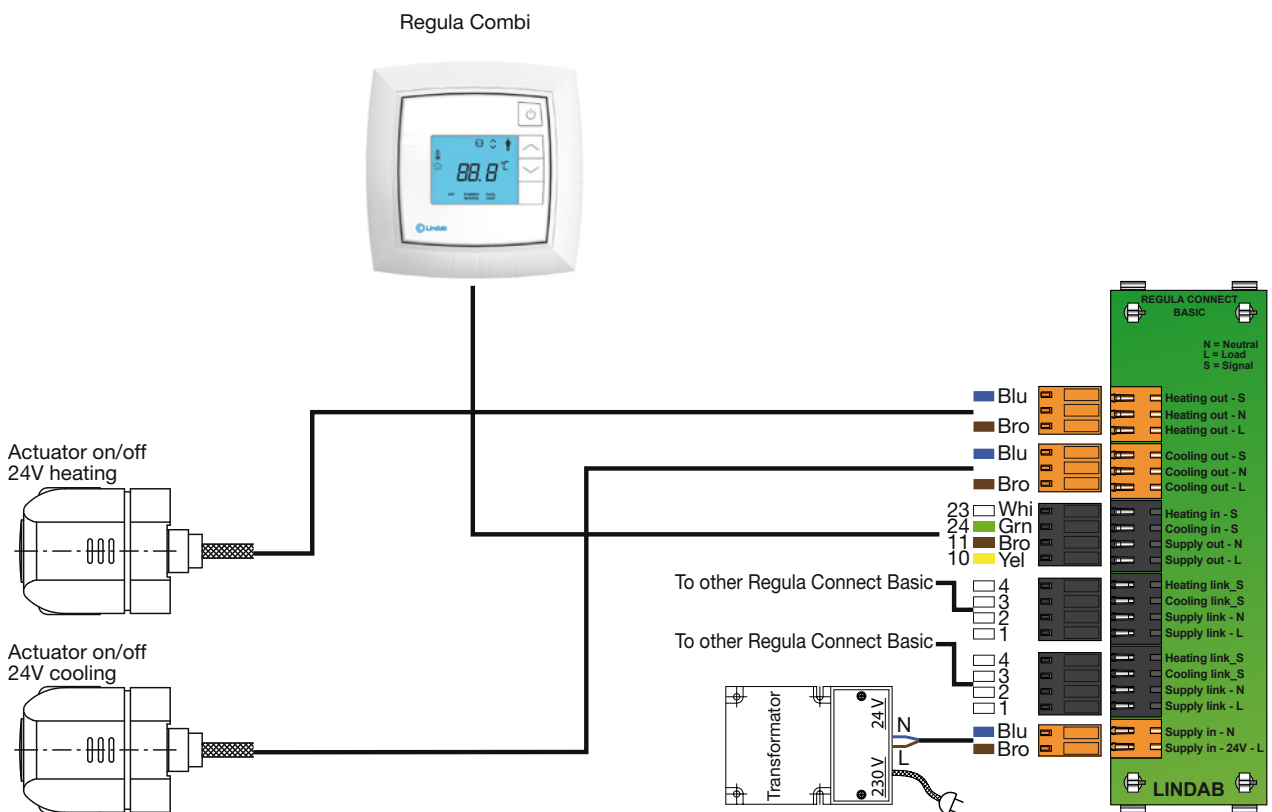 Regula Combi
88.8 °C
OFF
Lindab
REGULA CONNECT
BASIC
N = Neutral
L = Load
S = Signal
Blu
Bro
Heating out - S
Heating out - N
Heating out - L
Blu
Bro
Cooling out - S
Cooling out - N
Cooling out - L
Actuator on/off
24V heating
23 Whi
24 Grn
11 Bro
10 Yel
Heating in - S
Cooling in - S
Supply out - N
Supply out - L
To other Regula Connect Basic
4
3
2
1
Heating link_S
Cooling link_S
Supply link - N
Supply link - L
To other Regula Connect Basic
4
3
2
1
Heating link_S
Cooling link_S
Supply link - N
Supply link - L
Actuator on/off
24V cooling
Transformator
24 V
230 V
N
L
Blu
Bro
Supply in - N
Supply in - 24V - L
LINDAB